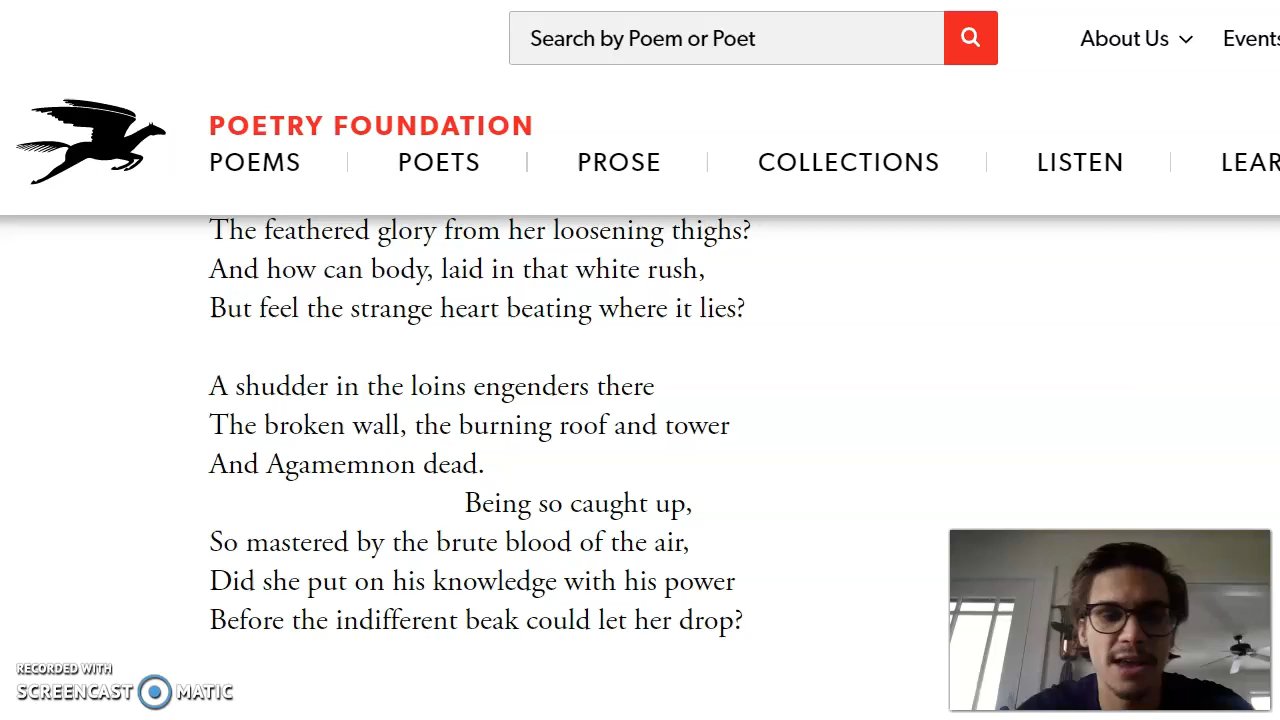 Search by Poem or Poet
About Us
Events
POETRY FOUNDATION
POEMS
POETS
PROSE
COLLECTIONS
LISTEN
LEAR
The feathered glory from her loosening thighs?
And how can body, laid in that white rush,
But feel the strange heart beating where it lies?
A shudder in the loins engenders there
The broken wall, the burning roof and tower
And Agamemnon dead.
Being so caught up,
So mastered by the brute blood of the air,
Did she put on his knowledge with his power
Before the indifferent beak could let her drop?
RECORDED WITH
SCREENCAST MATIC